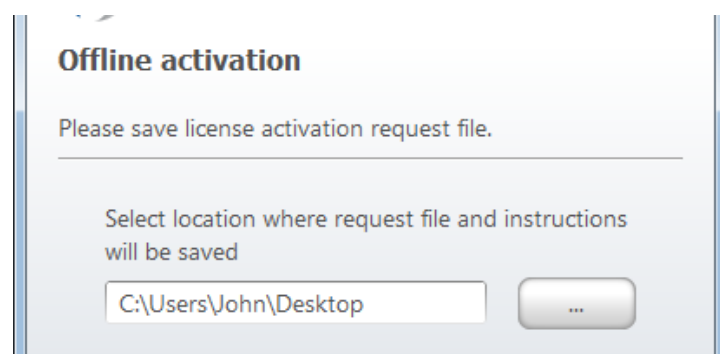 Offline activation
Please save license activation request file.
Select location where request file and instructions
will be saved
C:\Users\John\Desktop
...